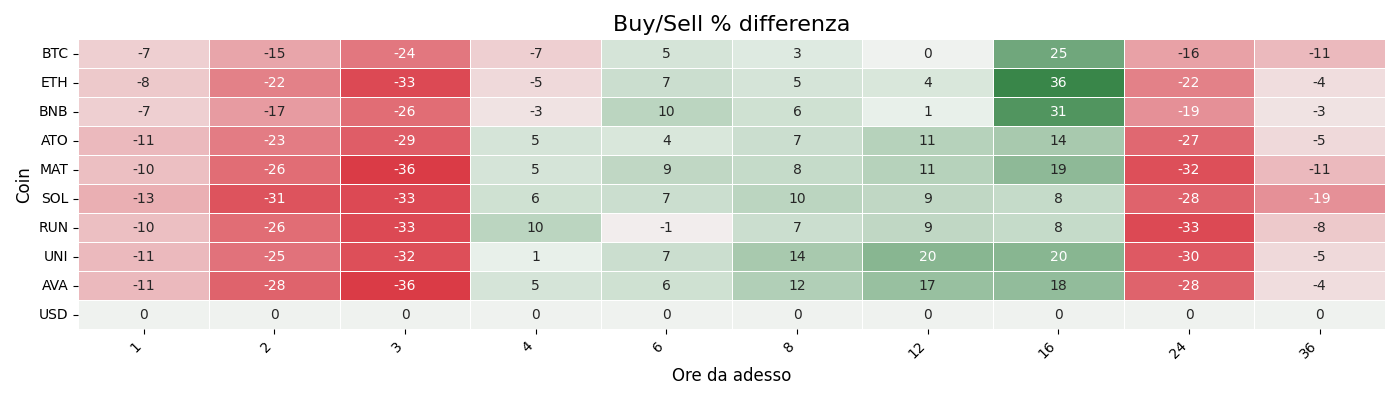 Buy/Sell % differenza
Coin
BTC -7 -15 -24 -7 5 3 0 25 -16 -11
ETH -8 -22 -33 -5 7 5 4 36 -22 -4
BNB -7 -17 -26 -3 10 6 1 31 -19 -3
ATO -11 -23 -29 5 4 7 11 14 -27 -5
MAT -10 -26 -36 5 9 8 11 19 -32 -11
SOL -13 -31 -33 6 7 10 9 8 -28 -19
RUN -10 -26 -33 10 -1 7 9 8 -33 -8
UNI -11 -25 -32 1 7 14 20 20 -30 -5
AVA -11 -28 -36 5 6 12 17 18 -28 -4
USD 0 0 0 0 0 0 0 0 0 0
1 2 3 4 6 8 12 16 24 36
Ore da adesso